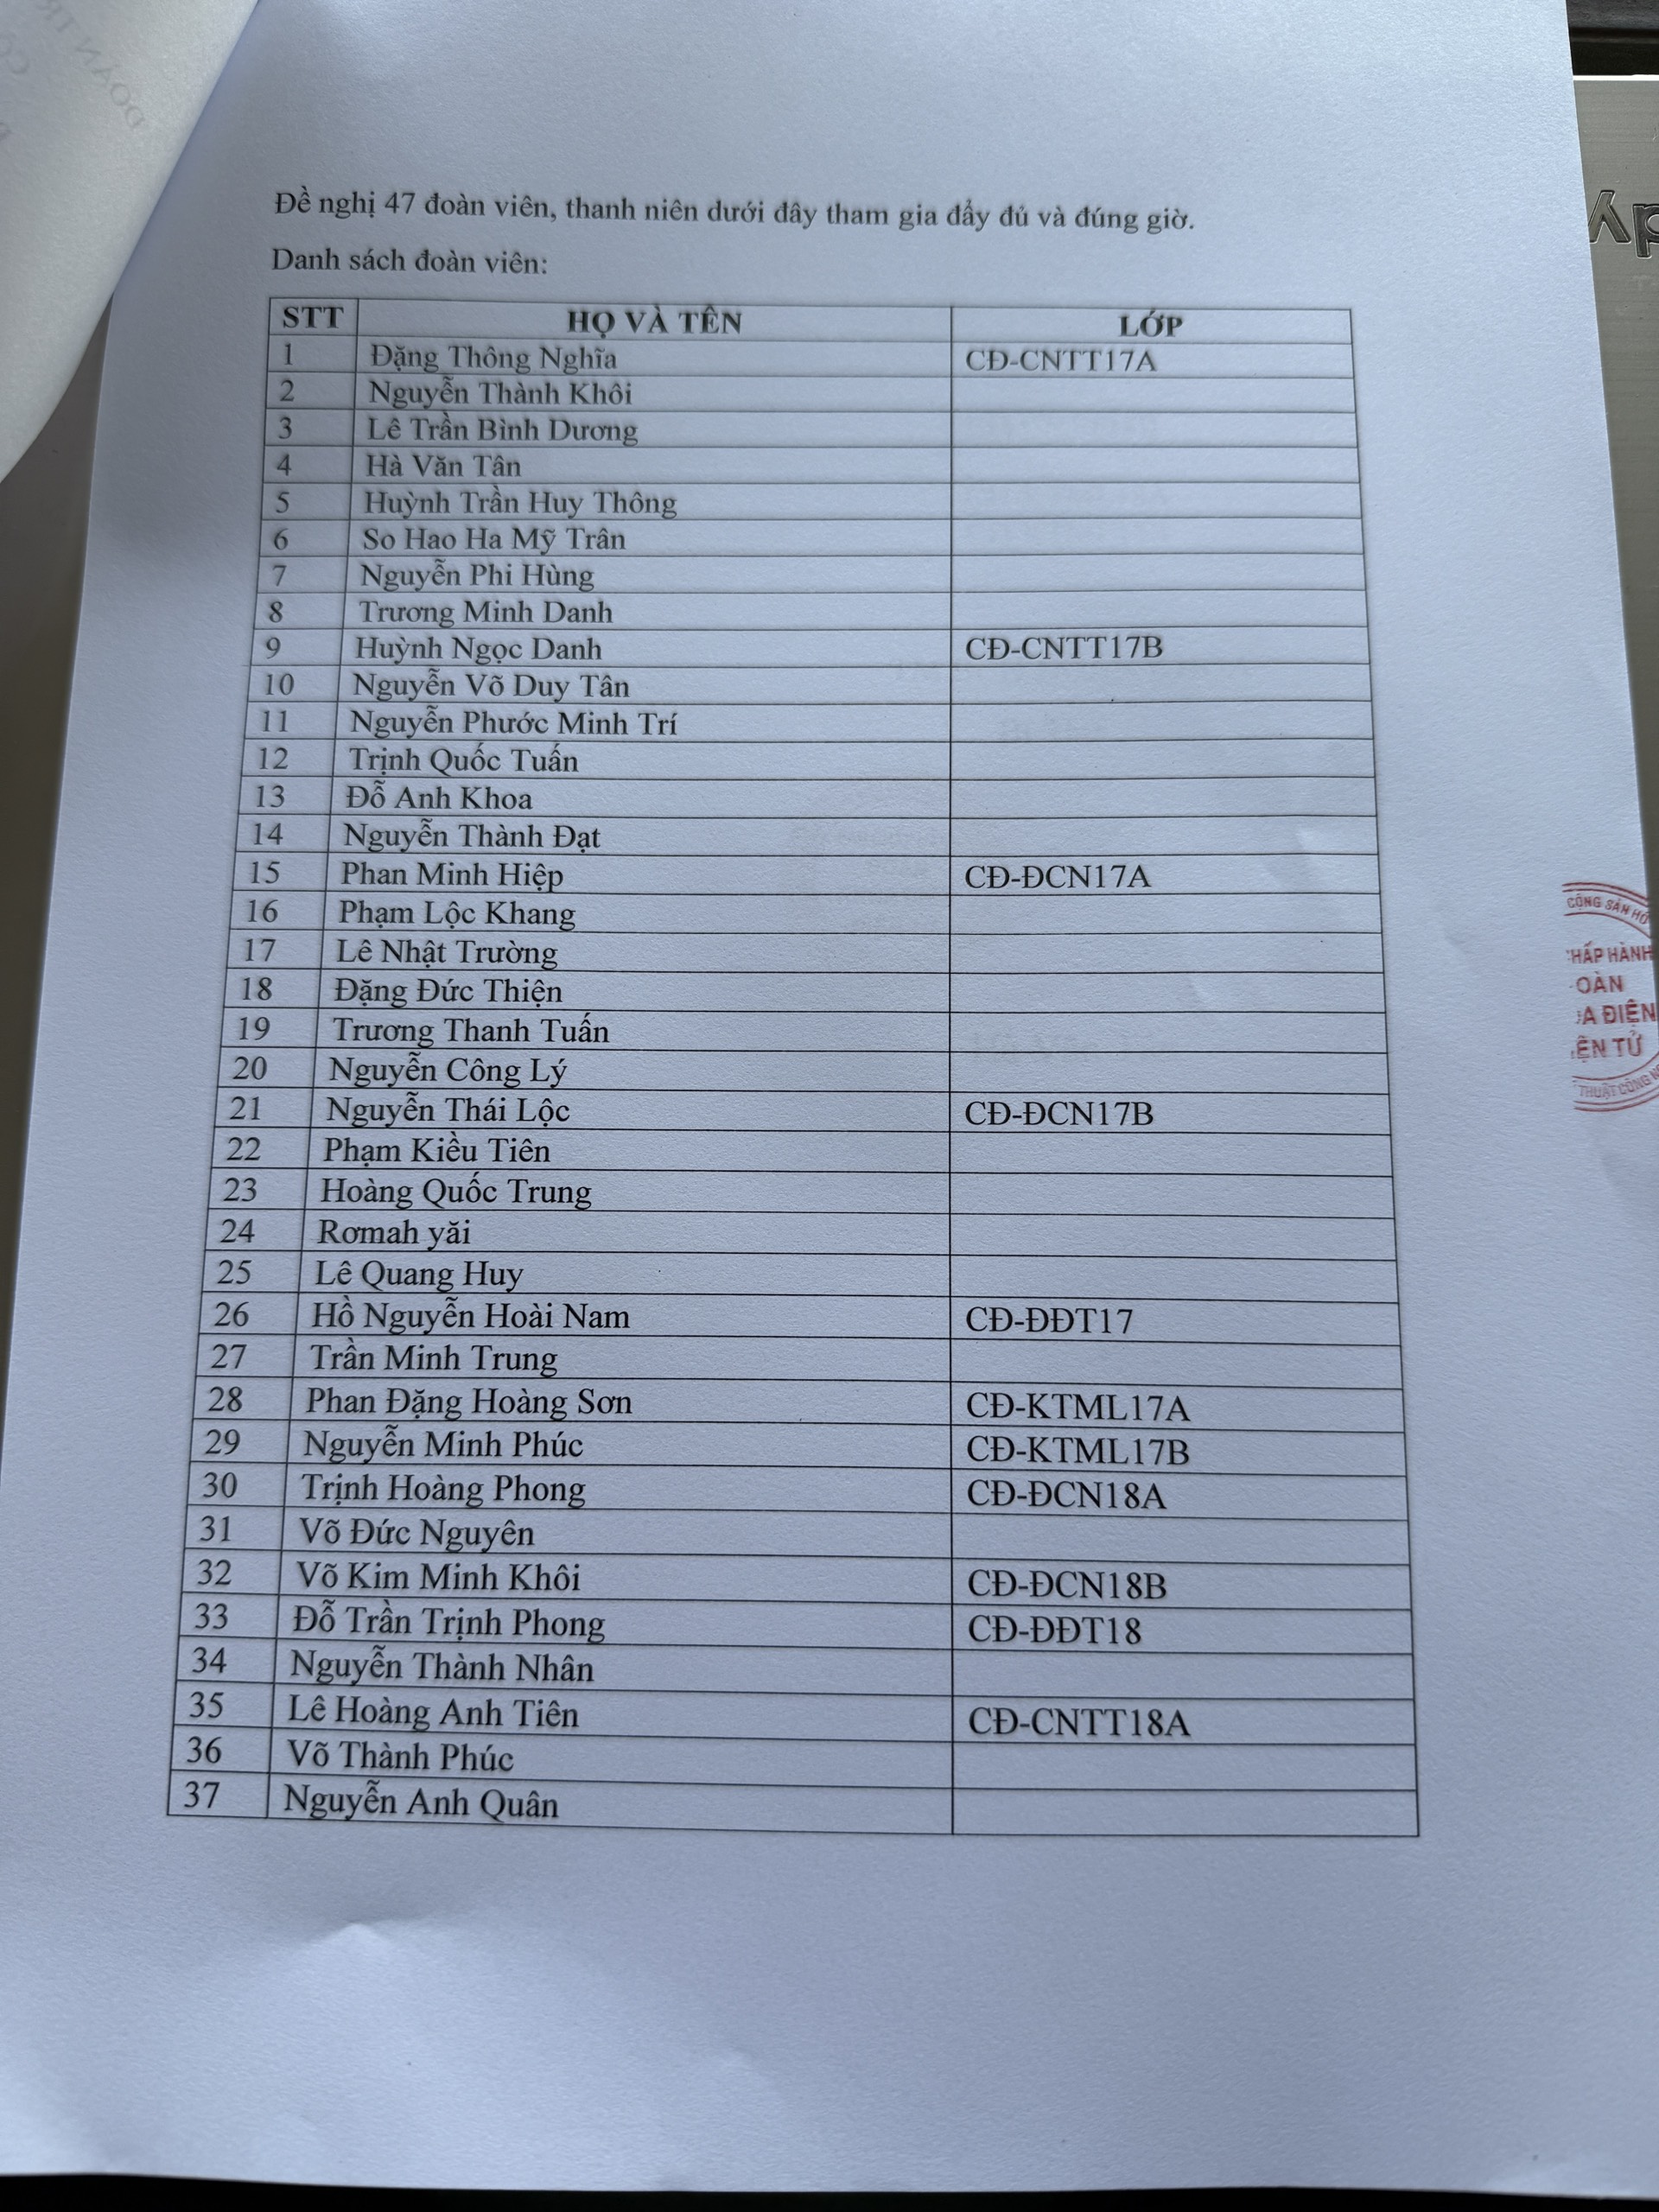 Đề nghị 47 đoàn viên, thanh niên dưới đây tham gia đẩy đủ và đúng giờ.
Danh sách đoàn viên:
STT HỌ VÀ TÊN LỚP
1 Đặng Thông Nghĩa CĐ-CNTT17A
2 Nguyễn Thành Khôi
3 Lê Trần Bình Dương
4 Hà Văn Tân
5 Huỳnh Trần Huy Thông
6 So Hao Ha Mỹ Trân
7 Nguyễn Phi Hùng
8 Trương Minh Danh
9 Huỳnh Ngọc Danh CĐ-CNTT17B
10 Nguyễn Võ Duy Tân
11 Nguyễn Phước Minh Trí
12 Trịnh Quốc Tuấn
13 Đỗ Anh Khoa
14 Nguyễn Thành Đạt
15 Phan Minh Hiệp CĐ-ĐCN17A
16 Phạm Lộc Khang
17 Lê Nhật Trường
18 Đặng Đức Thiện
19 Trương Thanh Tuấn
20 Nguyễn Công Lý
21 Nguyễn Thái Lộc CĐ-ĐCN17B
22 Phạm Kiều Tiên
23 Hoàng Quốc Trung
24 Rơmah yăi
25 Lê Quang Huy
26 Hồ Nguyễn Hoài Nam CĐ-ĐĐT17
27 Trần Minh Trung
28 Phan Đặng Hoàng Sơn CĐ-KTML17A
29 Nguyễn Minh Phúc CĐ-KTML17B
30 Trịnh Hoàng Phong CĐ-ĐCN18A
31 Võ Đức Nguyên
32 Võ Kim Minh Khôi CĐ-ĐCN18B
33 Đỗ Trần Trịnh Phong CĐ-ĐĐT18
34 Nguyễn Thành Nhân
35 Lê Hoàng Anh Tiên CĐ-CNTT18A
36 Võ Thành Phúc
37 Nguyễn Anh Quân
CỘNG SẢN HỒ
HẤP HÀNH
OÀN
A ĐIỆN
ỆN TỬ
THUẬT CÔNG